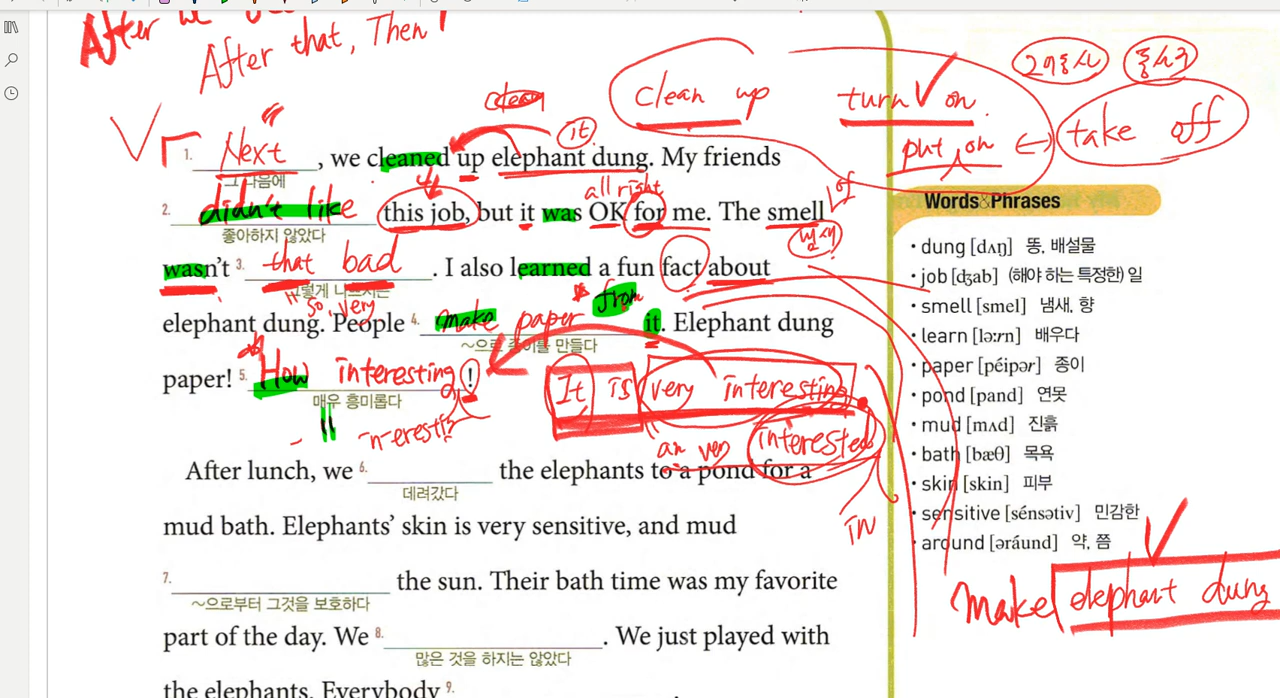 After we
After that, Then
clean up turn on 2어동사 동사구
put on ↔ take off
clean it
1. Next , we cleaned up elephant dung. My friends
그 다음에
all right of
2. didn't like this job, but it was OK for me. The smell
좋아하지 않았다 냄새
wasn't 3. that bad . I also learned a fun fact about
그렇게 나쁘지는
so, very from
elephant dung. People 4. make paper it. Elephant dung
~으로 종이를 만들다
paper! 5. How interesting ! It is very interesting.
매우 흥미롭다
interesting am very interested
After lunch, we 6. the elephants to a pond for a
데려갔다 in
mud bath. Elephants' skin is very sensitive, and mud
7. the sun. Their bath time was my favorite
~으로부터 그것을 보호하다
part of the day. We 8. . We just played with
많은 것을 하지는 않았다
the elephants. Everybody 9.
Words & Phrases
• dung [dʌŋ] 똥, 배설물
• job [dʒab] (해야 하는 특정한) 일
• smell [smel] 냄새, 향
• learn [ləːrn] 배우다
• paper [péipər] 종이
• pond [pand] 연못
• mud [mʌd] 진흙
• bath [bæθ] 목욕
• skin [skin] 피부
• sensitive [sénsətiv] 민감한
• around [əráund] 약, 쯤
make elephant dung